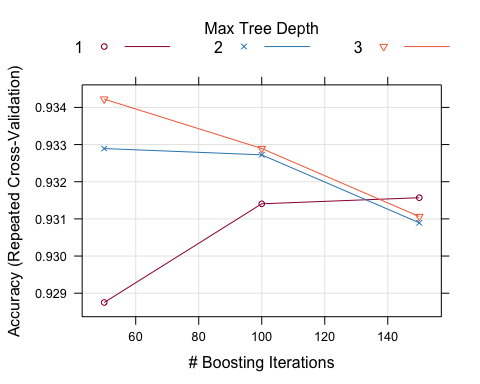 Max Tree Depth
1 2 3
Accuracy (Repeated Cross-Validation)
0.934
0.933
0.932
0.931
0.930
0.929
60 80 100 120 140
# Boosting Iterations